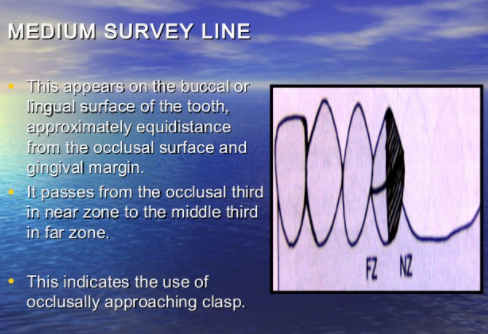 MEDIUM SURVEY LINE
• This appears on the buccal or
lingual surface of the tooth,
approximately equidistance
from the occlusal surface and
gingival margin.
• It passes from the occlusal third
in near zone to the middle third
in far zone.
• This indicates the use of
occlusally approaching clasp.
FZ NZ